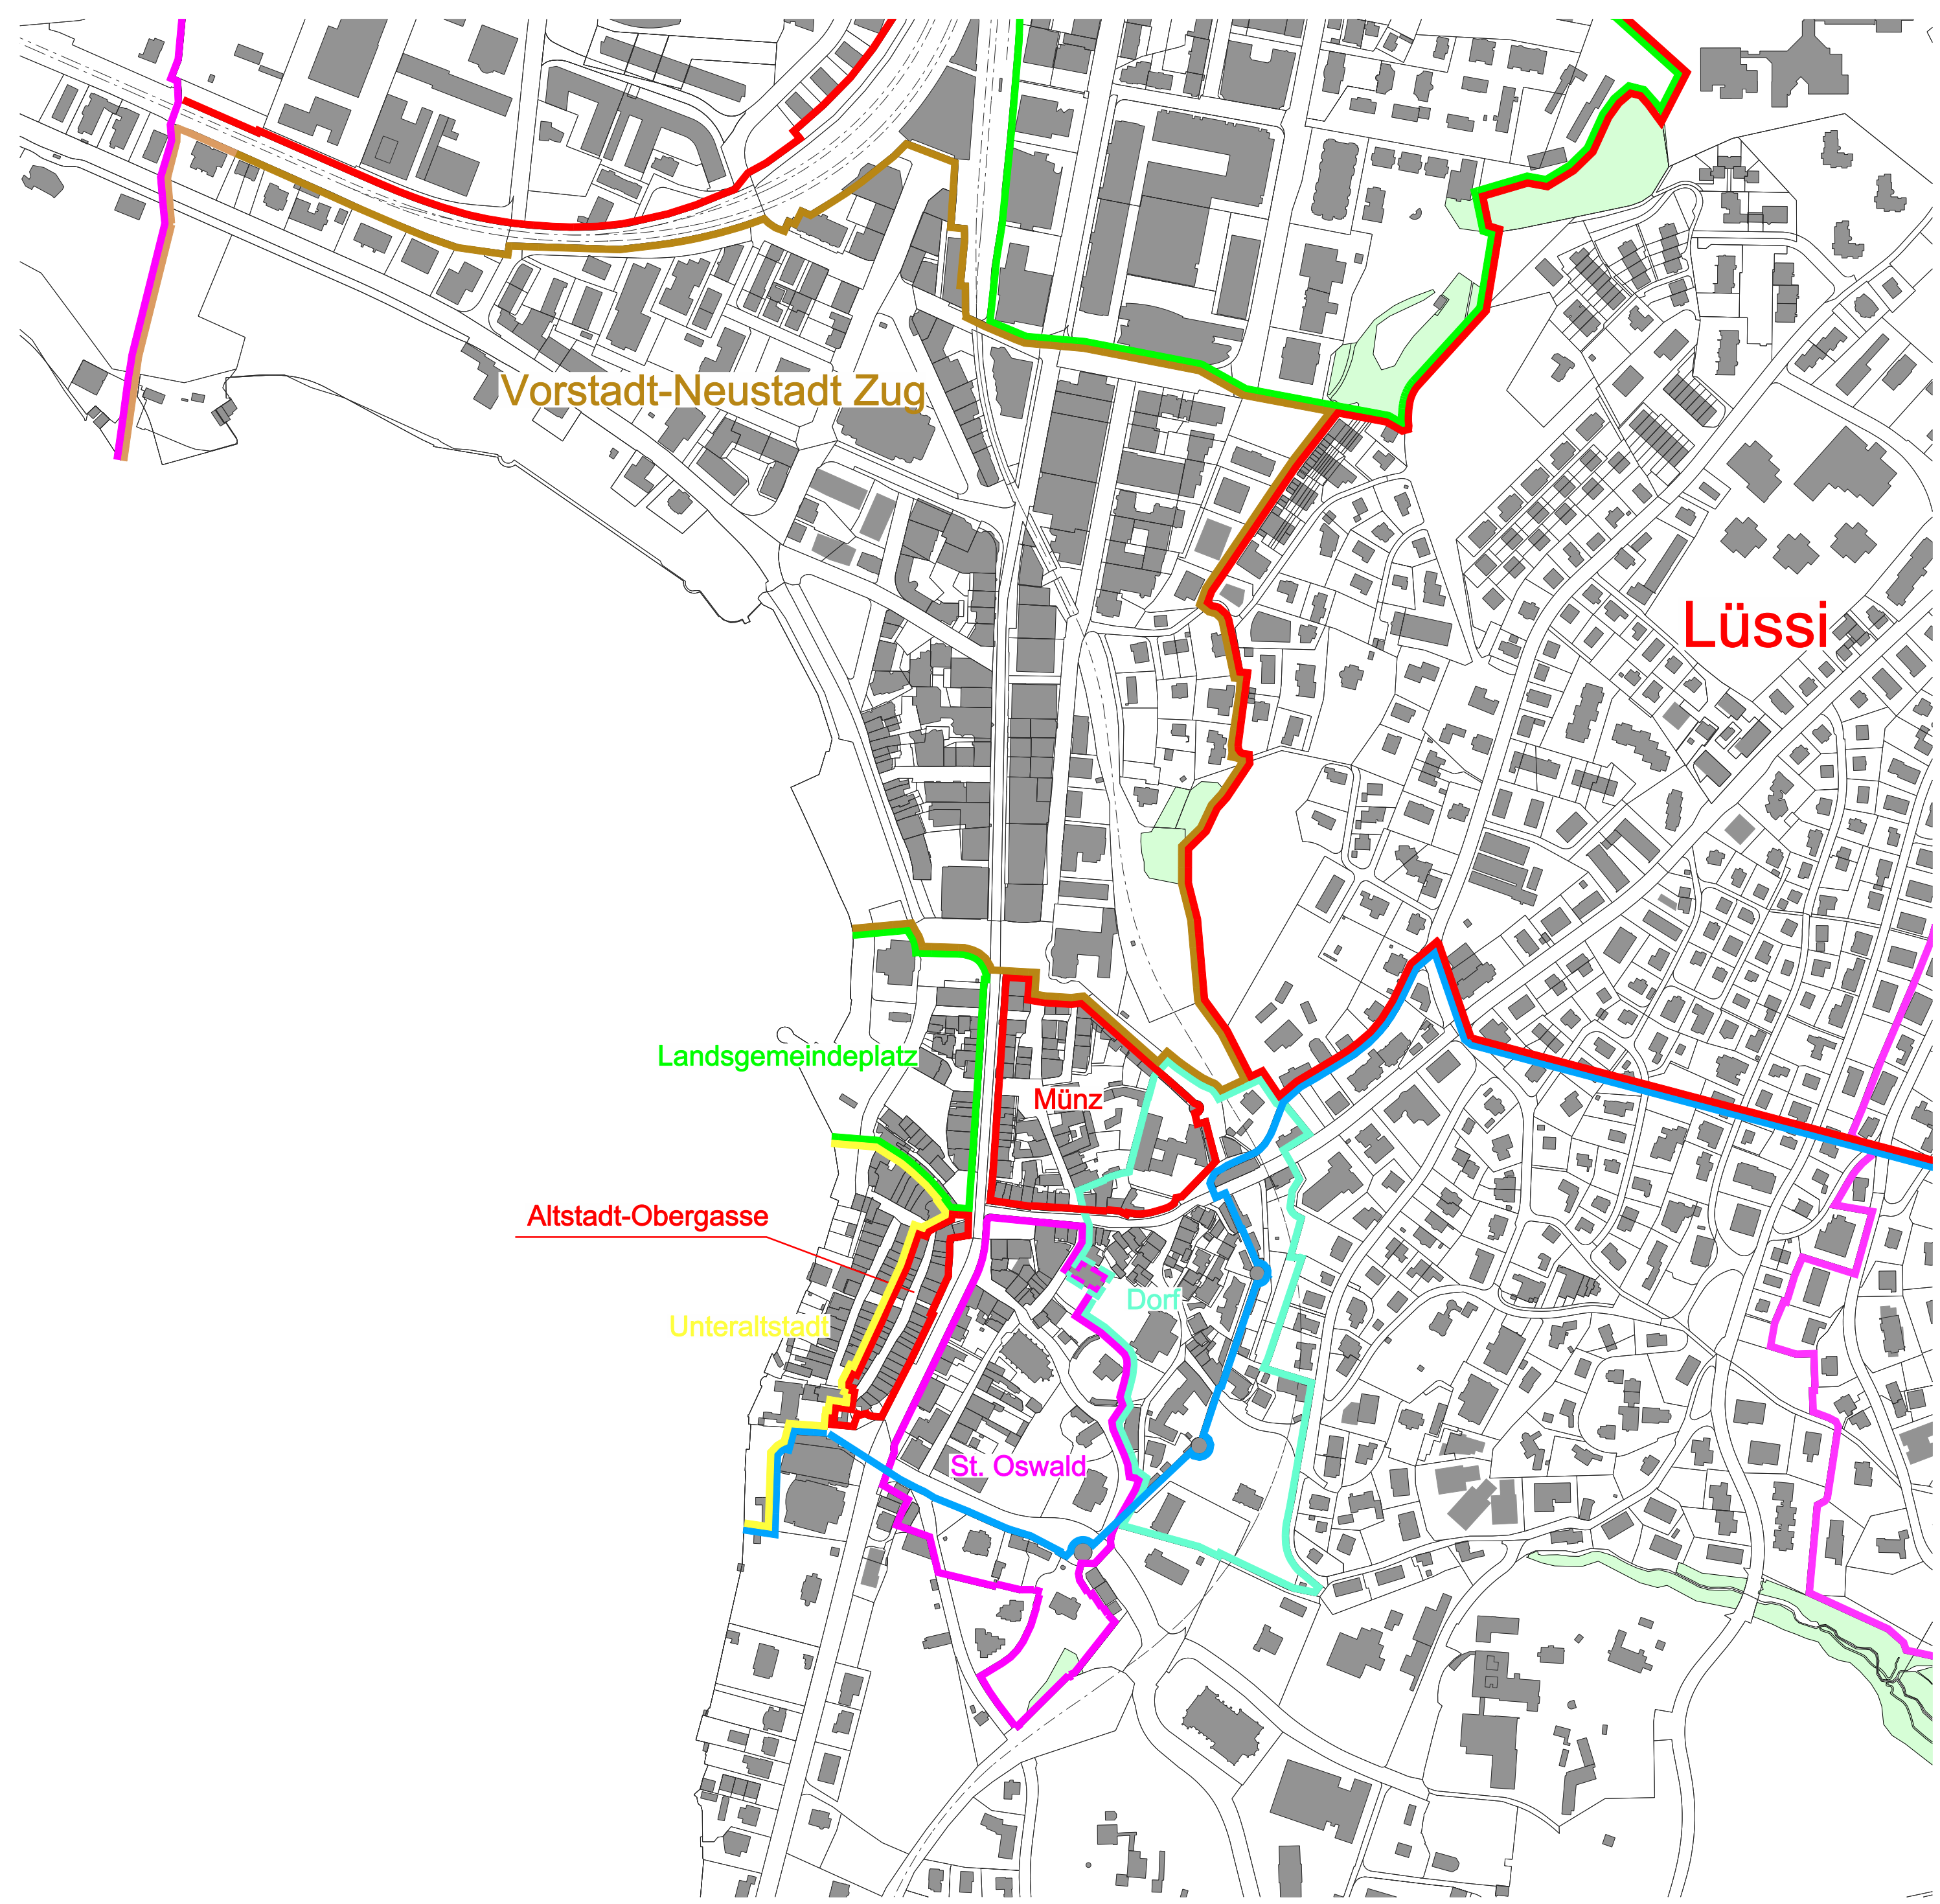 Vorstadt-Neustadt Zug
Lüssi
Landsgemeindeplatz
Münz
Altstadt-Obergasse
Dorf
Unteraltstadt
St. Oswald